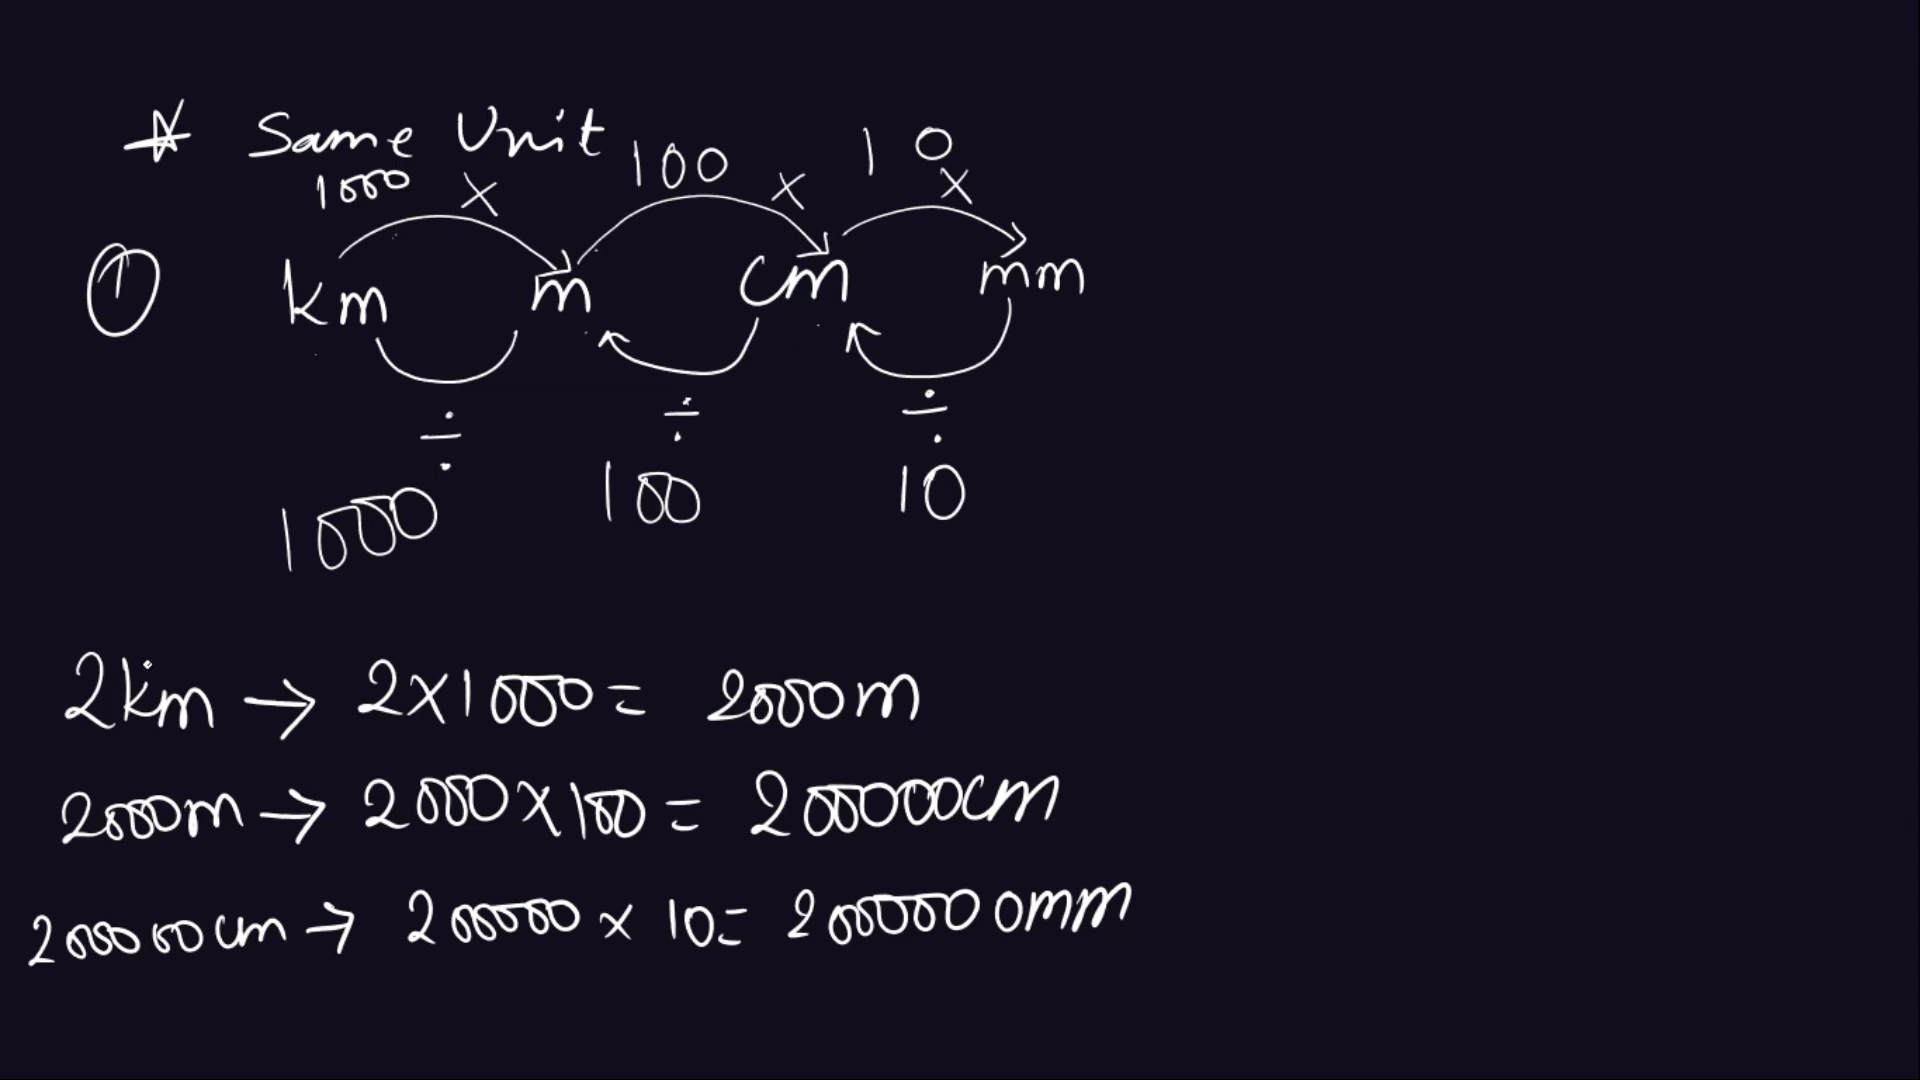 * Same Unit
1000 × 100 × 10 ×
① km m cm mm
÷ ÷ ÷
1000 100 10
2km → 2×1000 = 2000m
2000m → 2000×100 = 200000cm
200000cm → 200000 × 10 = 2000000mm